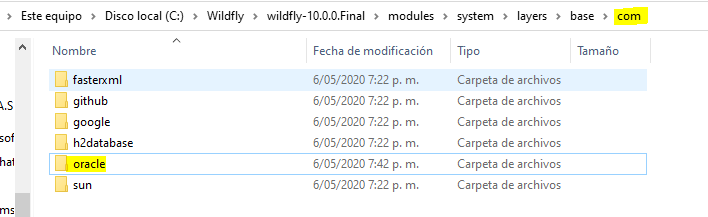 Este equipo > Disco local (C:) > Wildfly > wildfly-10.0.0.Final > modules > system > layers > base > com >
Nombre Fecha de modificación Tipo Tamaño
fasterxml 6/05/2020 7:22 p. m. Carpeta de archivos
github 6/05/2020 7:22 p. m. Carpeta de archivos
google 6/05/2020 7:22 p. m. Carpeta de archivos
h2database 6/05/2020 7:22 p. m. Carpeta de archivos
oracle 6/05/2020 7:42 p. m. Carpeta de archivos
sun 6/05/2020 7:22 p. m. Carpeta de archivos
A.S.
sof
hat
ms